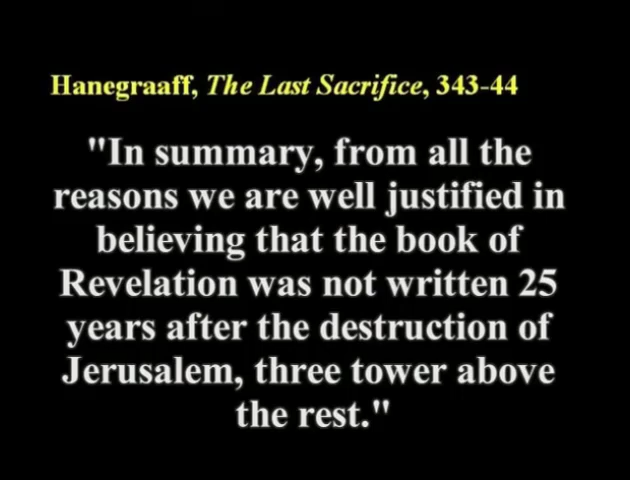 Hanegraaff, The Last Sacrifice, 343-44
"In summary, from all the
reasons we are well justified in
believing that the book of
Revelation was not written 25
years after the destruction of
Jerusalem, three tower above
the rest."